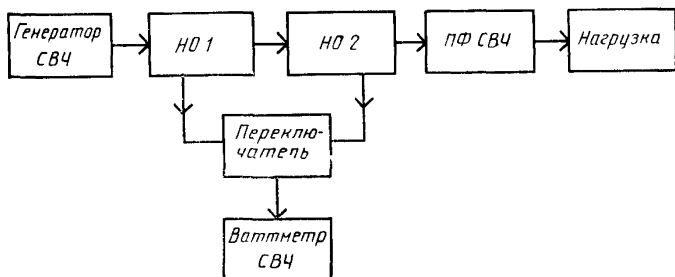 Генератор
СВЧ
НО 1
НО 2
ПФ СВЧ
Нагрузка
Переклю-
чатель
Ваттметр
СВЧ